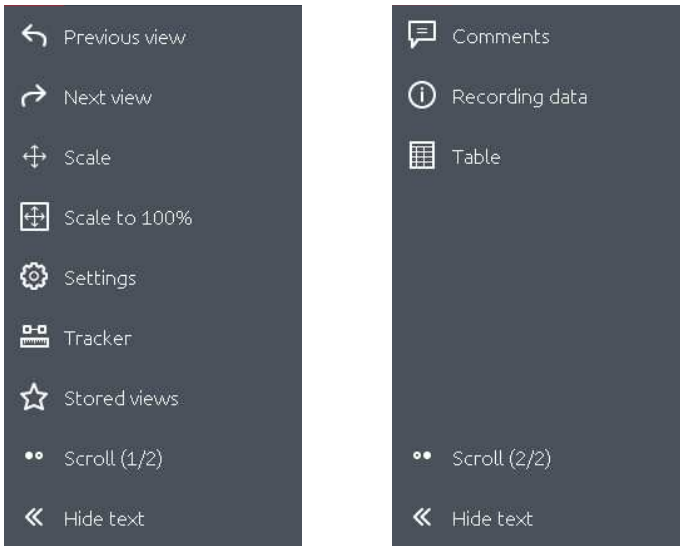 Previous view
Next view
Scale
Scale to 100%
Settings
Tracker
Stored views
Scroll (1/2)
Hide text
Comments
Recording data
Table
Scroll (2/2)
Hide text